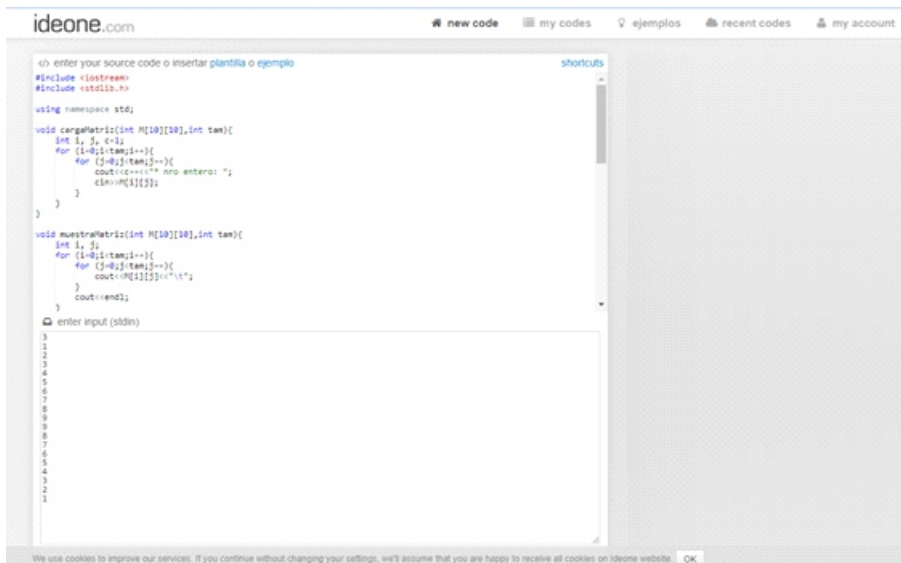 ideone.com
new code my codes ejemplos recent codes my account
</> enter your source code o insertar plantilla o ejemplo shortcuts
#include <iostream>
#include <stdlib.h>
using namespace std;
void cargaMatriz(int M[10][10],int tam){
int i, j, c=1;
for (i=0;i<tam;i++){
for (j=0;j<tam;j++){
cout<<c++<<"* nro entero: ";
cin>>M[i][j];
}
}
}
void muestraMatriz(int M[10][10],int tam){
int i, j;
for (i=0;i<tam;i++){
for (j=0;j<tam;j++){
cout<<M[i][j]<<"\t";
}
cout<<endl;
}
enter input (stdin)
3
1
2
3
4
5
6
7
8
9
9
8
7
6
5
4
3
2
1
We use cookies to improve our services. If you continue without changing your settings, we'll assume that you are happy to receive all cookies on Ideone website. OK